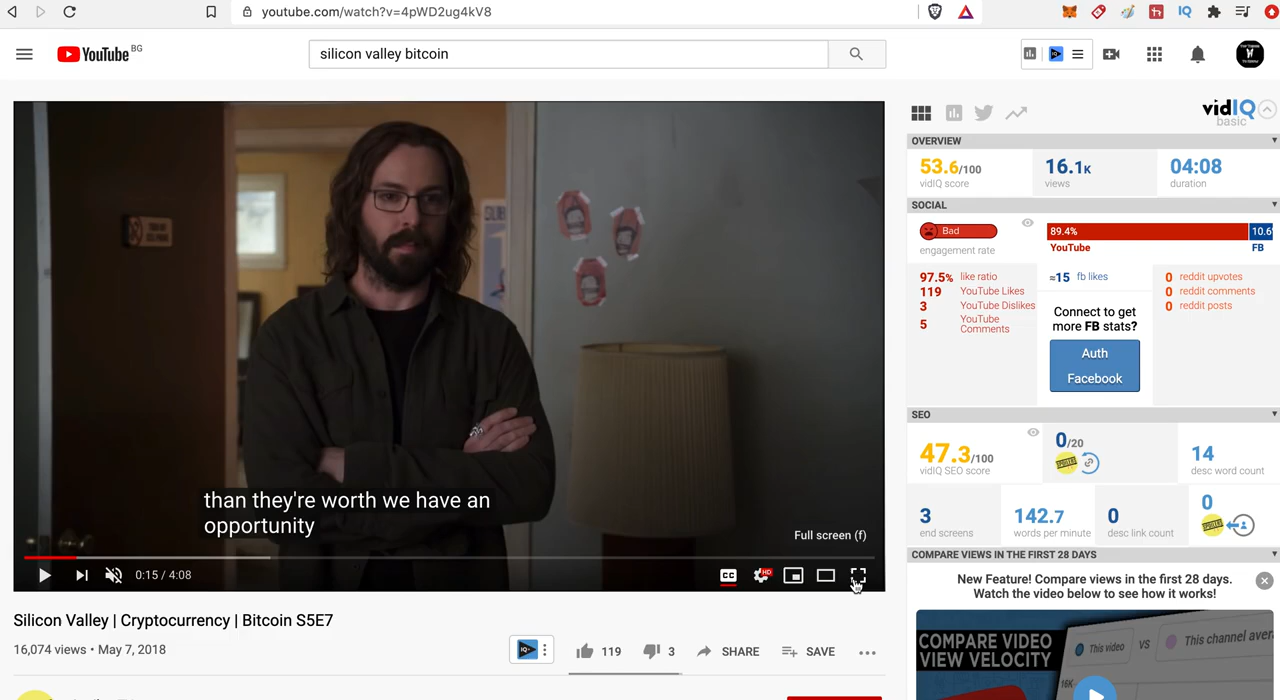 youtube.com/watch?v=4pWD2ug4kV8
YouTube BG
silicon valley bitcoin
than they're worth we have an
opportunity
Full screen (f)
0:15 / 4:08
CC
HD
Silicon Valley | Cryptocurrency | Bitcoin S5E7
16,074 views • May 7, 2018
119
3
SHARE
SAVE
vidIQ
basic
OVERVIEW
53.6/100
vidIQ score
16.1K
views
04:08
duration
SOCIAL
Bad
engagement rate
89.4%
10.6
YouTube
FB
97.5% like ratio
119 YouTube Likes
3 YouTube Dislikes
5 YouTube Comments
≈15 fb likes
Connect to get
more FB stats?
Auth
Facebook
0 reddit upvotes
0 reddit comments
0 reddit posts
SEO
47.3/100
vidIQ SEO score
0/20
14
desc word count
3
end screens
142.7
words per minute
0
desc link count
0
COMPARE VIEWS IN THE FIRST 28 DAYS
New Feature! Compare views in the first 28 days.
Watch the video below to see how it works!
COMPARE VIDEO
VIEW VELOCITY
This video
VS
This channel avera
16K